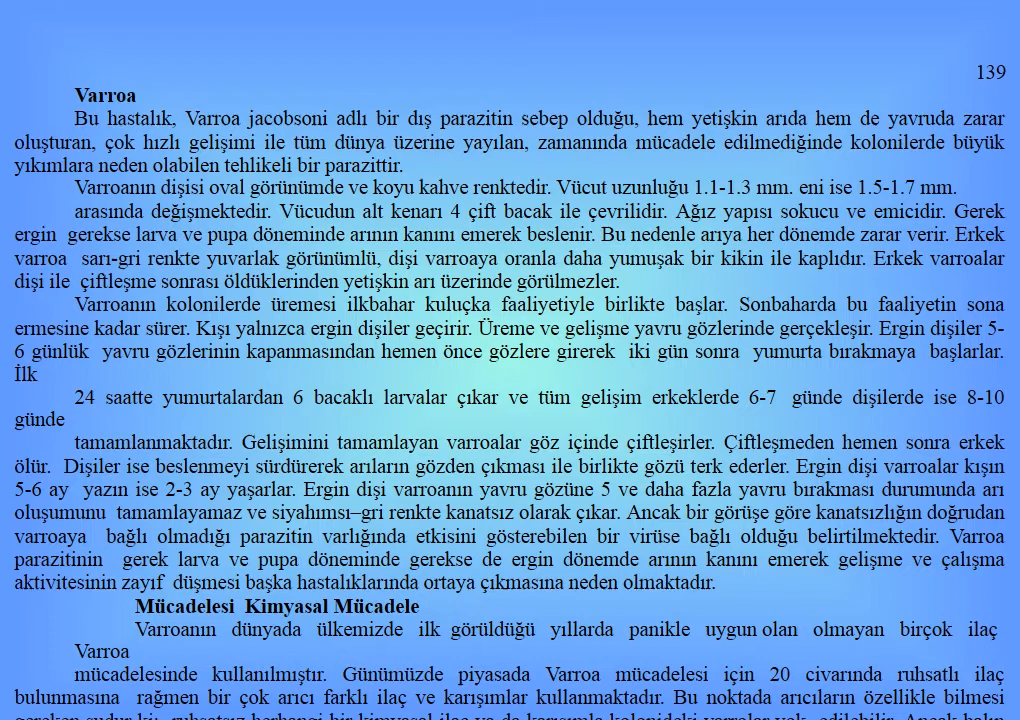 139
Varroa
Bu hastalık, Varroa jacobsoni adlı bir dış parazitin sebep olduğu, hem yetişkin arıda hem de yavruda zarar
oluşturan, çok hızlı gelişimi ile tüm dünya üzerine yayılan, zamanında mücadele edilmediğinde kolonilerde büyük
yıkımlara neden olabilen tehlikeli bir parazittir.
Varroanın dişisi oval görünümde ve koyu kahve renktedir. Vücut uzunluğu 1.1-1.3 mm. eni ise 1.5-1.7 mm.
arasında değişmektedir. Vücudun alt kenarı 4 çift bacak ile çevrilidir. Ağız yapısı sokucu ve emicidir. Gerek
ergin gerekse larva ve pupa döneminde arının kanını emerek beslenir. Bu nedenle arıya her dönemde zarar verir. Erkek
varroa sarı-gri renkte yuvarlak görünümlü, dişi varroaya oranla daha yumuşak bir kikin ile kaplıdır. Erkek varroalar
dişi ile çiftleşme sonrası öldüklerinden yetişkin arı üzerinde görülmezler.
Varroanın kolonilerde üremesi ilkbahar kuluçka faaliyetiyle birlikte başlar. Sonbaharda bu faaliyetin sona
ermesine kadar sürer. Kışı yalnızca ergin dişiler geçirir. Üreme ve gelişme yavru gözlerinde gerçekleşir. Ergin dişiler 5-
6 günlük yavru gözlerinin kapanmasından hemen önce gözlere girerek iki gün sonra yumurta bırakmaya başlarlar.
İlk
24 saatte yumurtalardan 6 bacaklı larvalar çıkar ve tüm gelişim erkeklerde 6-7 günde dişilerde ise 8-10
günde
tamamlanmaktadır. Gelişimini tamamlayan varroalar göz içinde çiftleşirler. Çiftleşmeden hemen sonra erkek
ölür. Dişiler ise beslenmeyi sürdürerek arıların gözden çıkması ile birlikte gözü terk ederler. Ergin dişi varroalar kışın
5-6 ay yazın ise 2-3 ay yaşarlar. Ergin dişi varroanın yavru gözüne 5 ve daha fazla yavru bırakması durumunda arı
oluşumunu tamamlayamaz ve siyahımsı–gri renkte kanatsız olarak çıkar. Ancak bir görüşe göre kanatsızlığın doğrudan
varroaya bağlı olmadığı parazitin varlığında etkisini gösterebilen bir virüse bağlı olduğu belirtilmektedir. Varroa
parazitinin gerek larva ve pupa döneminde gerekse de ergin dönemde arının kanını emerek gelişme ve çalışma
aktivitesinin zayıf düşmesi başka hastalıklarında ortaya çıkmasına neden olmaktadır.
Mücadelesi Kimyasal Mücadele
Varroanın dünyada ülkemizde ilk görüldüğü yıllarda panikle uygun olan olmayan birçok ilaç
Varroa
mücadelesinde kullanılmıştır. Günümüzde piyasada Varroa mücadelesi için 20 civarında ruhsatlı ilaç
bulunmasına rağmen bir çok arıcı farklı ilaç ve karışımlar kullanmaktadır. Bu noktada arıcıların özellikle bilmesi